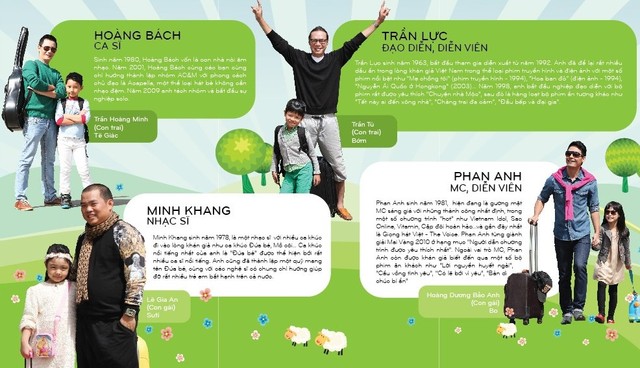 HOÀNG BÁCH
CA SĨ
Sinh năm 1980, Hoàng Bách vốn là con nhà nòi âm
nhạc. Năm 2001, Hoàng Bách cùng các bạn cùng
chí hướng thành lập nhóm AC&M với phong cách
chủ đạo là Acapella, một thể loại hát bè không cần
nhạc đệm. Năm 2009 anh tách nhóm và bắt đầu sự
nghiệp solo.
Trần Hoàng Minh
(Con trai)
Tê Giác
TRẦN LỰC
ĐẠO DIỄN, DIỄN VIÊN
Trần Lực sinh năm 1963, bắt đầu tham gia diễn xuất từ năm 1992. Anh đã để lại rất nhiều
dấu ấn trong lòng khán giả Việt Nam trong thể loại phim truyền hình và điện ảnh với một số
phim nổi bật như "Mẹ chồng tôi" (phim truyền hình - 1994), "Hoa ban đỏ" (điện ảnh - 1994),
"Nguyễn Ái Quốc ở Hongkong" (2003)... Năm 1998, anh bắt đầu nghiệp đạo diễn với bộ
phim rất được yêu thích "Chuyện nhà Mộc", sau đó là hàng loạt bộ phim ấn tượng khác như
"Tết này ai đến xông nhà", "Chàng trai đa cảm", "Đầu bếp và đại gia".
Trần Tú
(Con trai)
Bờm
PHAN ANH
MC, DIỄN VIÊN
Phan Anh sinh năm 1981, hiện đang là gương mặt
MC sáng giá với những thành công nhất định, trong
một số chương trình "hot" như Vietnam Idol, Sao
Online, Vitamin, Cặp đôi hoàn hảo, và gần đây nhất
là Giọng hát Việt - The Voice. Phan Anh từng giành
giải Mai Vàng 2010 ở hạng mục "Người dẫn chương
trình được yêu thích nhất". Ngoài vai trò MC, Phan
Anh còn được khán giả biết đến qua một số bộ
phim ăn khách như "Lời nguyền huyết ngải",
"Cầu vồng tình yêu", "Có lẽ bởi vì yêu", "Bản di
chúc bí ẩn"
Hoàng Dương Bảo Anh
(Con gái)
Bo
MINH KHANG
NHẠC SĨ
Minh Khang sinh năm 1978, là một nhạc sĩ với nhiều ca khúc
đi vào lòng khán giả như ca khúc Đứa bé, Mồ côi... Ca khúc
nổi tiếng nhất của anh là "Đứa bé" được thể hiện bởi rất
nhiều ca sĩ nổi tiếng. Anh cũng đã thành lập một quỹ mang
tên Đứa bé, cùng với các nghệ sĩ có chung chí hướng giúp
đỡ rất nhiều trẻ em bất hạnh trên cả nước.
Lê Gia An
(Con gái)
Suti